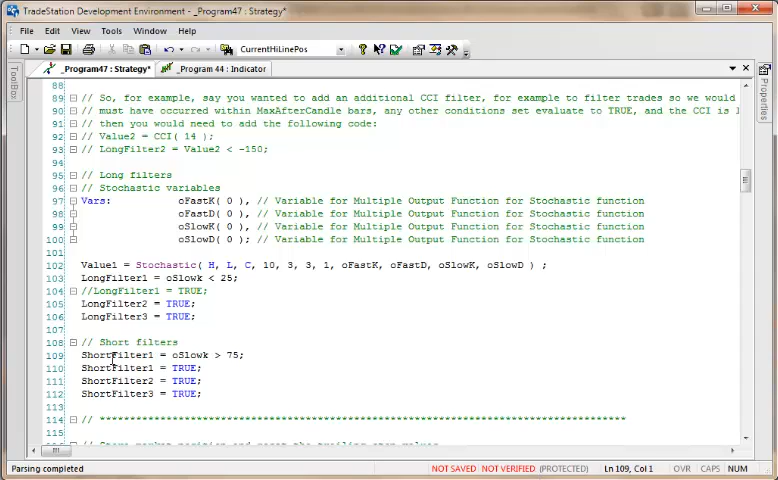 TradeStation Development Environment - _Program47 : Strategy*
File Edit View Tools Window Help
CurrentHiLinePos
_Program47 : Strategy* _Program 44 : Indicator
ToolBox
Properties
88
89 // So, for example, say you wanted to add an additional CCI filter, for example to filter trades so we would
90 // must have occurred within MaxAfterCandle bars, any other conditions set evaluate to TRUE, and the CCI is
91 // then you would need to add the following code:
92 // Value2 = CCI( 14 );
93 // LongFilter2 = Value2 < -150;
94
95 // Long filters
96 // Stochastic variables
97 Vars: oFastK( 0 ), // Variable for Multiple Output Function for Stochastic function
98 oFastD( 0 ), // Variable for Multiple Output Function for Stochastic function
99 oSlowK( 0 ), // Variable for Multiple Output Function for Stochastic function
100 oSlowD( 0 ); // Variable for Multiple Output Function for Stochastic function
101
102 Value1 = Stochastic( H, L, C, 10, 3, 3, 1, oFastK, oFastD, oSlowK, oSlowD ) ;
103 LongFilter1 = oSlowk < 25;
104 //LongFilter1 = TRUE;
105 LongFilter2 = TRUE;
106 LongFilter3 = TRUE;
107
108 // Short filters
109 ShortFilter1 = oSlowk > 75;
110 ShortFilter1 = TRUE;
111 ShortFilter2 = TRUE;
112 ShortFilter3 = TRUE;
113
114 // *********************************************************************************
115
Parsing completed NOT SAVED NOT VERIFIED (PROTECTED) Ln 109, Col 1 OVR CAPS NUM